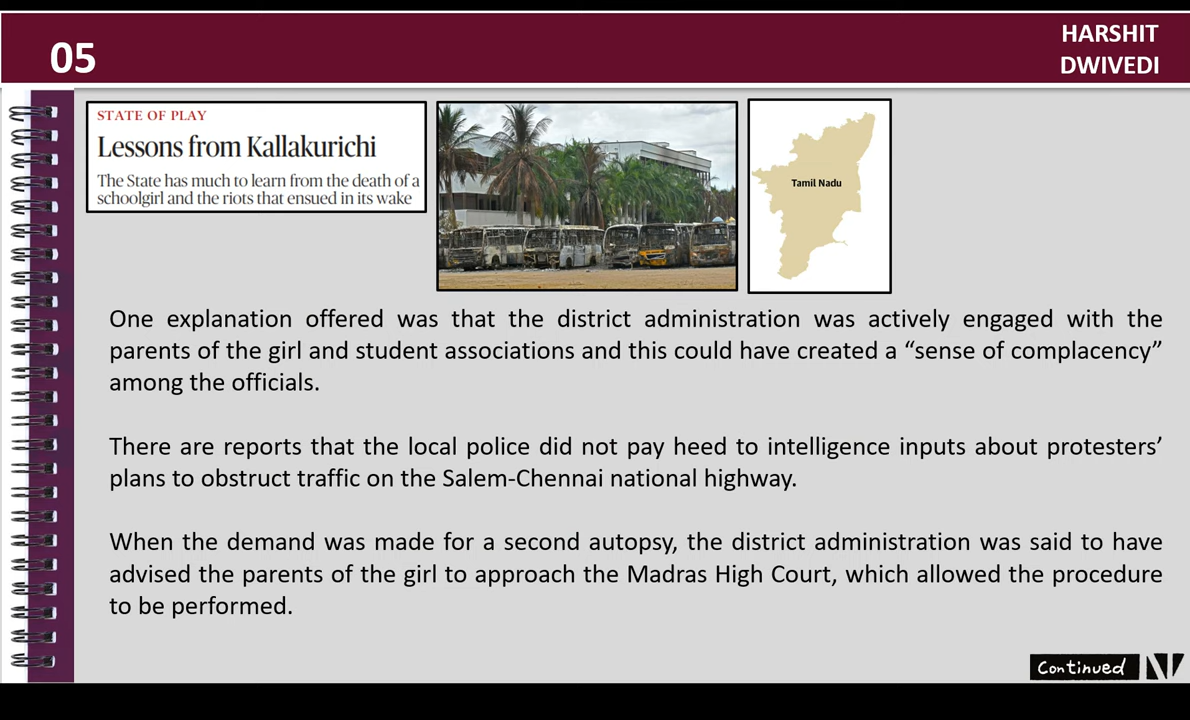 05
HARSHIT
DWIVEDI
STATE OF PLAY
Lessons from Kallakurichi
The State has much to learn from the death of a
schoolgirl and the riots that ensued in its wake
Tamil Nadu
One explanation offered was that the district administration was actively engaged with the
parents of the girl and student associations and this could have created a “sense of complacency”
among the officials.
There are reports that the local police did not pay heed to intelligence inputs about protesters’
plans to obstruct traffic on the Salem-Chennai national highway.
When the demand was made for a second autopsy, the district administration was said to have
advised the parents of the girl to approach the Madras High Court, which allowed the procedure
to be performed.
Continued